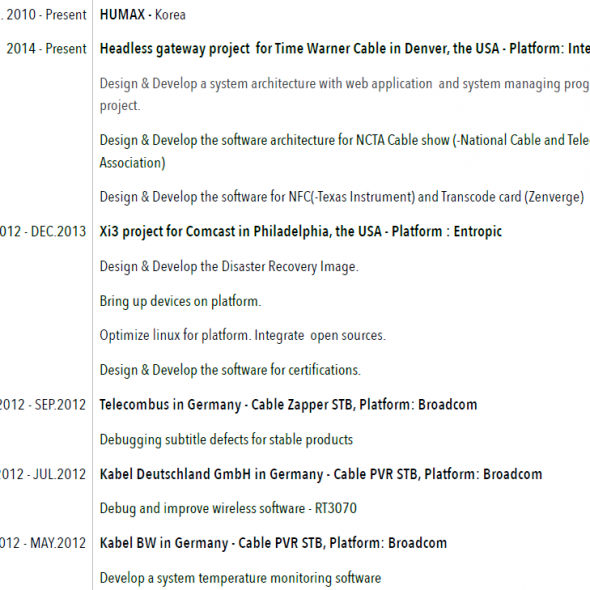 . 2010 - Present HUMAX - Korea
2014 - Present Headless gateway project for Time Warner Cable in Denver, the USA - Platform: Inte
Design & Develop a system architecture with web application and system managing prog
project.
Design & Develop the software architecture for NCTA Cable show (-National Cable and Tele
Association)
Design & Develop the software for NFC(-Texas Instrument) and Transcode card (Zenverge)
012 - DEC.2013 Xi3 project for Comcast in Philadelphia, the USA - Platform : Entropic
Design & Develop the Disaster Recovery Image.
Bring up devices on platform.
Optimize linux for platform. Integrate open sources.
Design & Develop the software for certifications.
2012 - SEP.2012 Telecombus in Germany - Cable Zapper STB, Platform: Broadcom
Debugging subtitle defects for stable products
012 - JUL.2012 Kabel Deutschland GmbH in Germany - Cable PVR STB, Platform: Broadcom
Debug and improve wireless software - RT3070
012 - MAY.2012 Kabel BW in Germany - Cable PVR STB, Platform: Broadcom
Develop a system temperature monitoring software